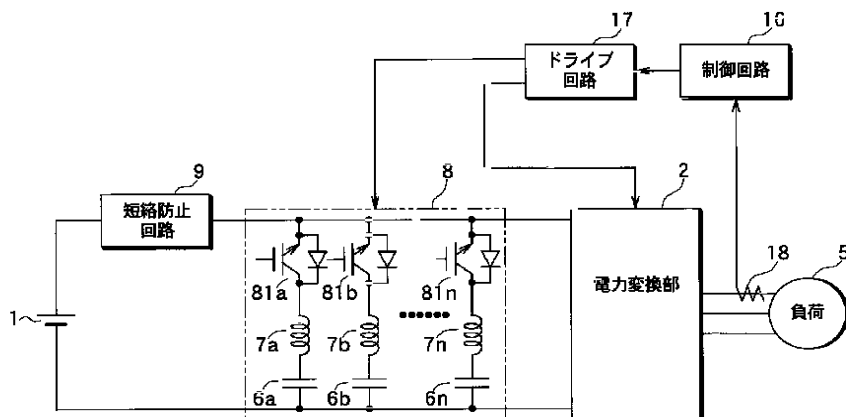 17
16
ドライブ
回路
制御回路
9
8
2
短絡防止
回路
18
5
81a
81b
81n
電力変換部
負荷
1
7a
7b
7n
6a
6b
6n